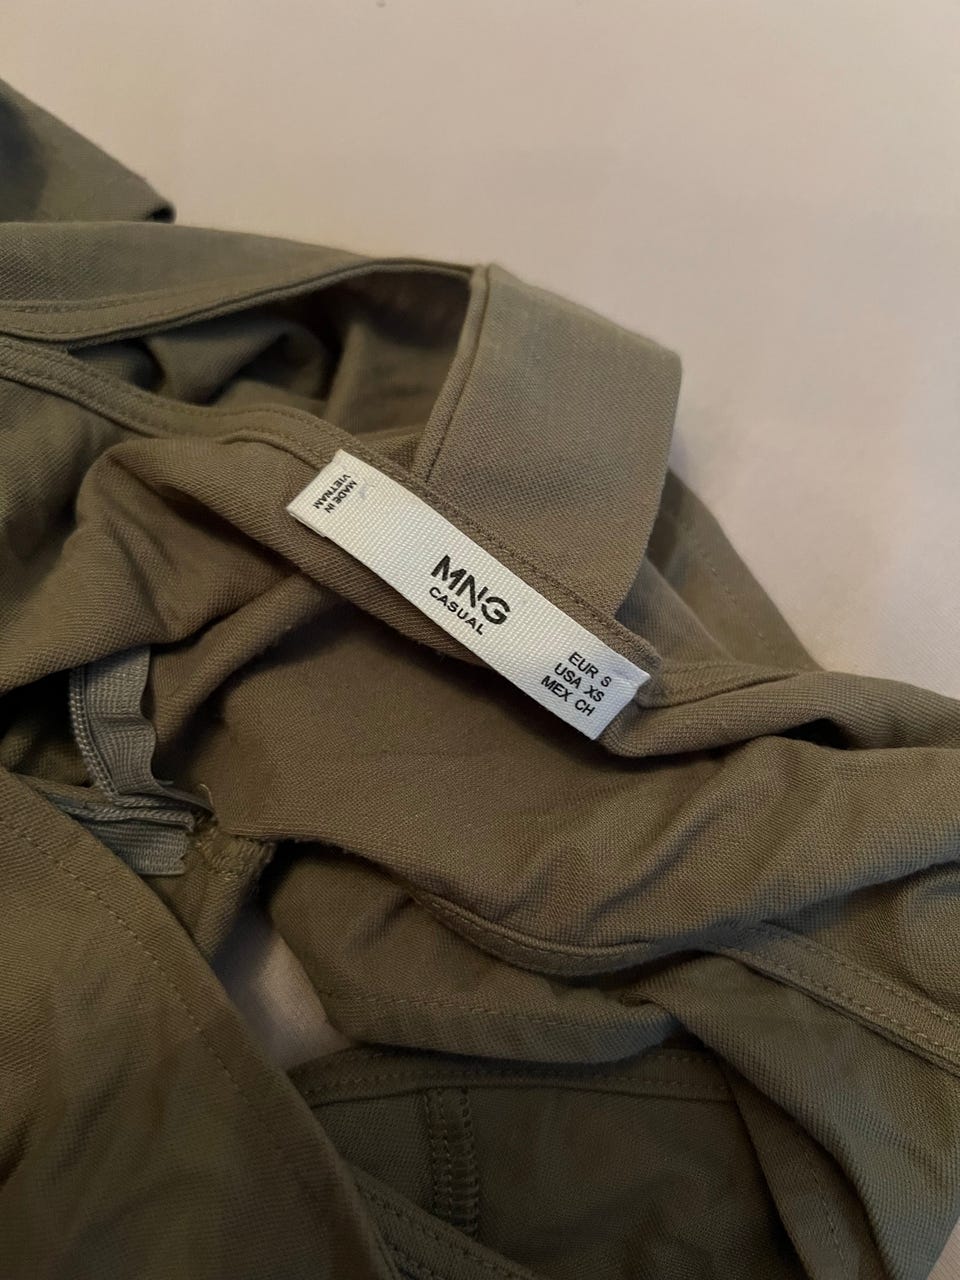 MADE IN
VIETNAM
MNG
CASUAL
EUR S
USA XS
MEX CH